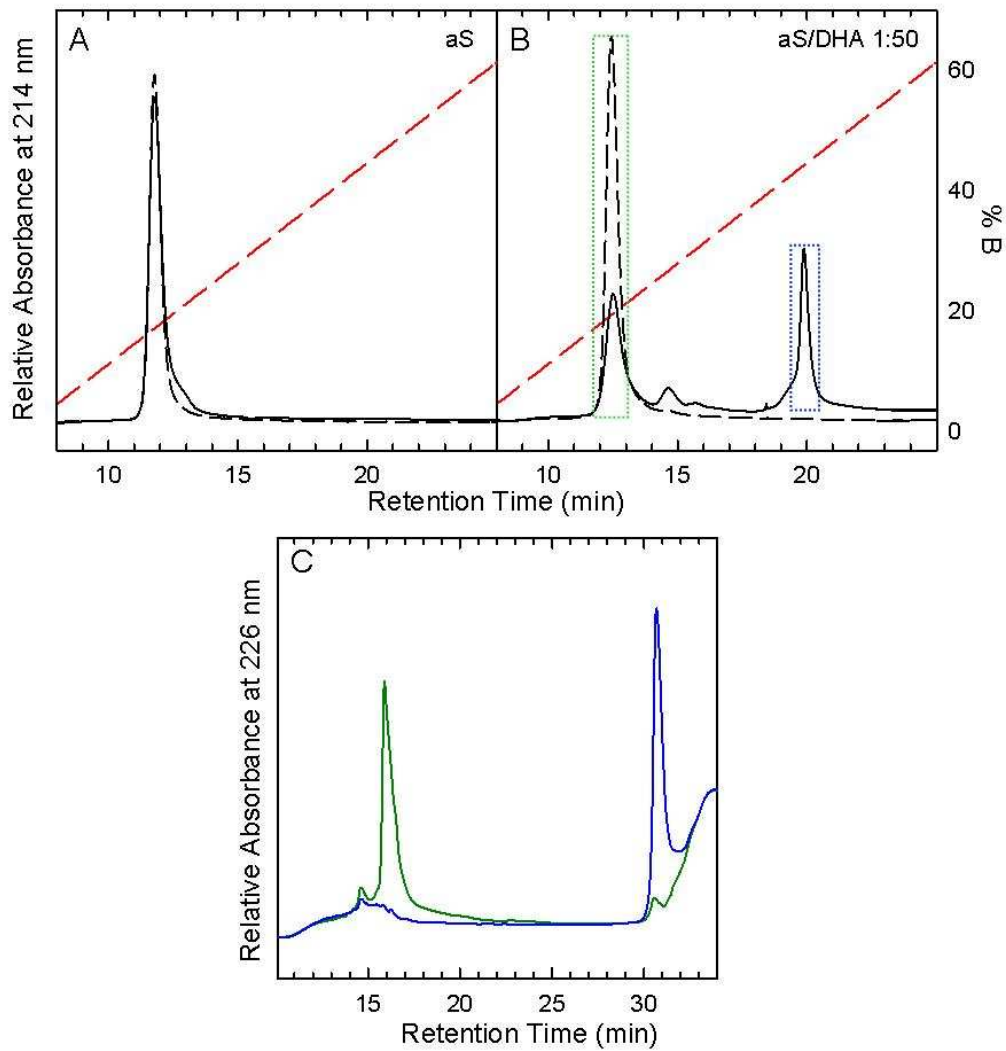 A
aS
B
aS/DHA 1:50
Relative Absorbance at 214 nm
60
40
20
0
% B
10 15 20 10 15 20
Retention Time (min)
C
Relative Absorbance at 226 nm
15 20 25 30
Retention Time (min)